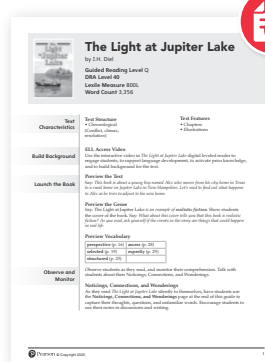 The Light at Jupiter Lake
by I.H. Diel
Guided Reading Level Q
DRA Level 40
Lexile Measure 800L
Word Count 3,256
Text
Characteristics
Text Structure
• Chronological
(Conflict, climax,
resolution)
Text Features
• Chapters
• Illustrations
Build Background
ELL Access Video
Use the interactive video in The Light at Jupiter Lake digital leveled reader to
engage students, to support language development, to activate prior knowledge,
and to build background for the text.
Launch the Book
Preview the Text
Say: This book is about a young boy named Alex who moves from his city home in Texas
to a rural home on Jupiter Lake in New Hampshire. Let's read to find out what happens
to Alex as he tries to adjust to his new home.
Preview the Genre
Say: The Light at Jupiter Lake is an example of realistic fiction. Show students
the cover of the book. Say: What about this cover tells you that this book is realistic
fiction? As you read, ask yourself if the events in the story are things that could happen
in real life.
Preview Vocabulary
perspective (p. 16)
access (p. 28)
selected (p. 19)
expertly (p. 29)
structured (p. 25)
Observe and
Monitor
Observe students as they read, and monitor their comprehension. Talk with
students about their Noticings, Connections, and Wonderings.
Noticings, Connections, and Wonderings
As they read The Light at Jupiter Lake silently to themselves, have students use
the Noticings, Connections, and Wonderings page at the end of this guide to
capture their thoughts, questions, and unfamiliar words. Encourage students to
use their notes in discussions and writing.
Pearson © Copyright 2020